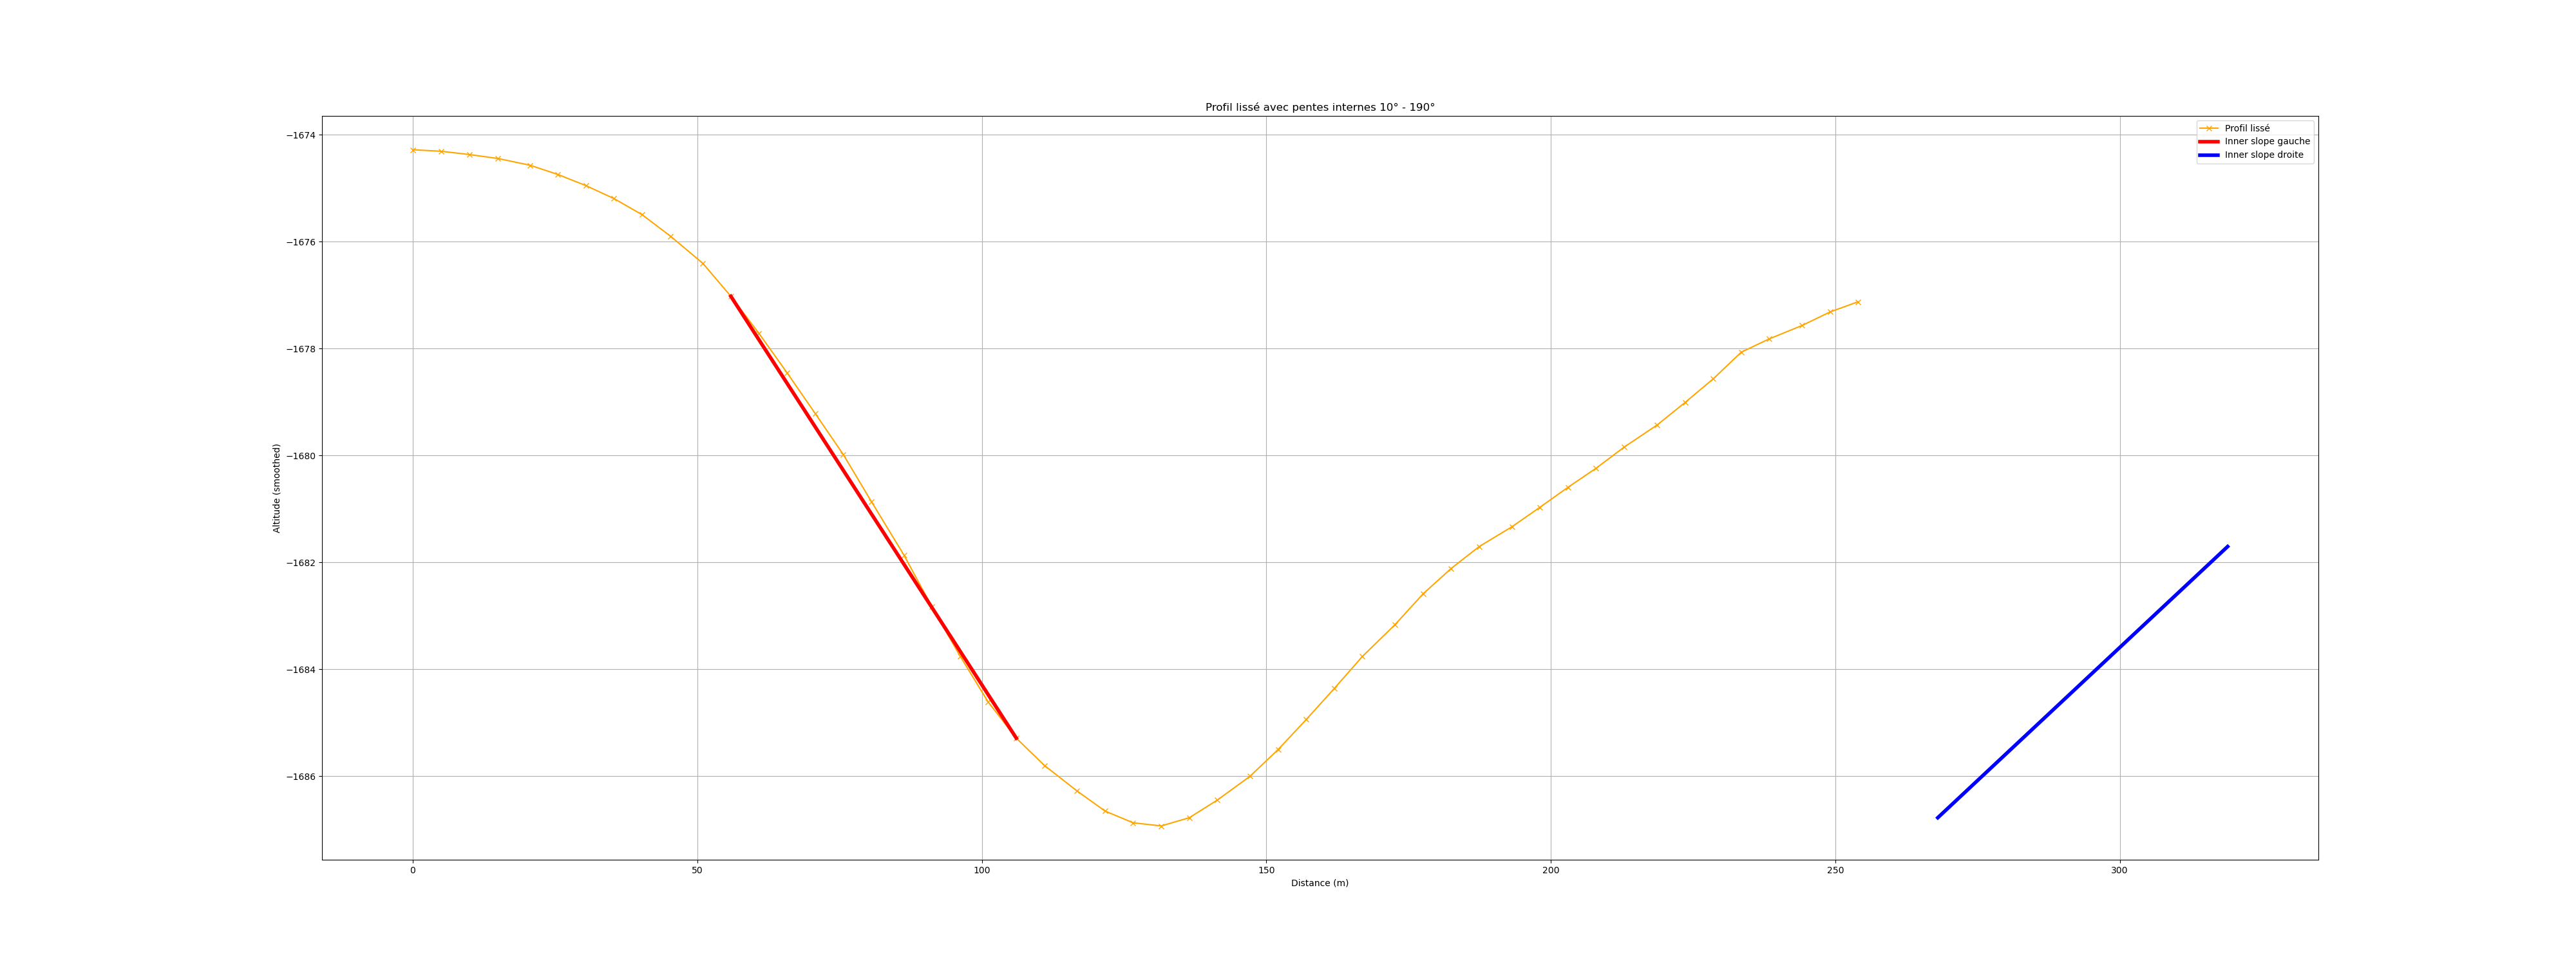 Profil lissé avec pentes internes 10° - 190°
Profil lissé
Inner slope gauche
Inner slope droite
Altitude (smoothed)
−1674
−1676
−1678
−1680
−1682
−1684
−1686
0 50 100 150 200 250 300
Distance (m)